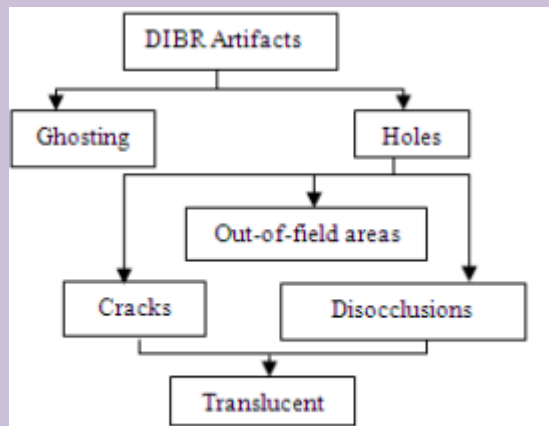 DIBR Artifacts
Ghosting
Holes
Out-of-field areas
Cracks
Disocclusions
Translucent